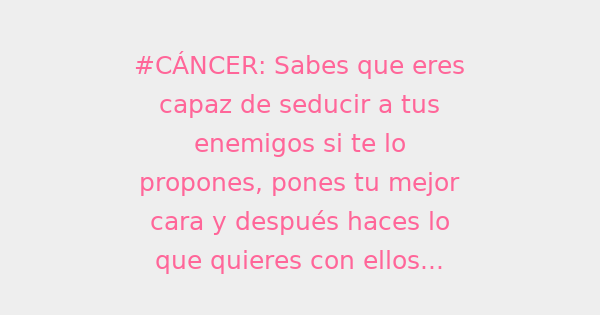 #CÁNCER: Sabes que eres
capaz de seducir a tus
enemigos si te lo
propones, pones tu mejor
cara y después haces lo
que quieres con ellos...